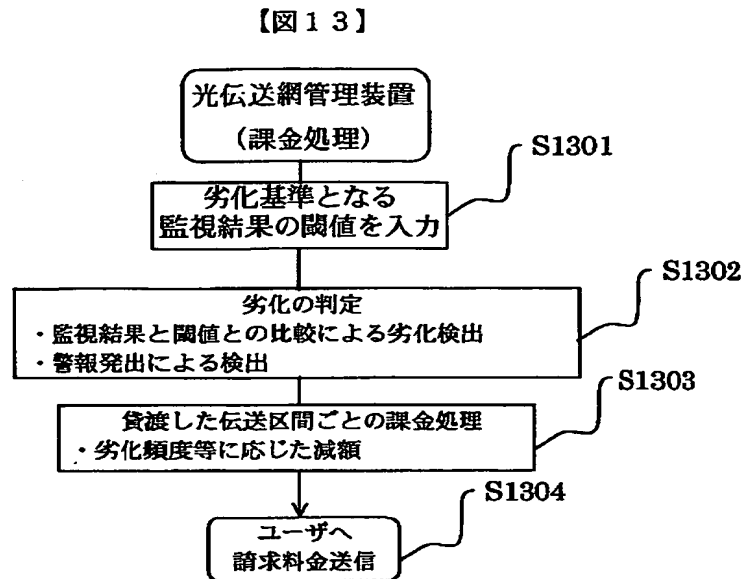 【図１３】
光伝送網管理装置
（課金処理）
S1301
劣化基準となる
監視結果の閾値を入力
S1302
劣化の判定
・監視結果と閾値との比較による劣化検出
・警報発出による検出
S1303
貸渡した伝送区間ごとの課金処理
・劣化頻度等に応じた減額
S1304
ユーザへ
請求料金送信